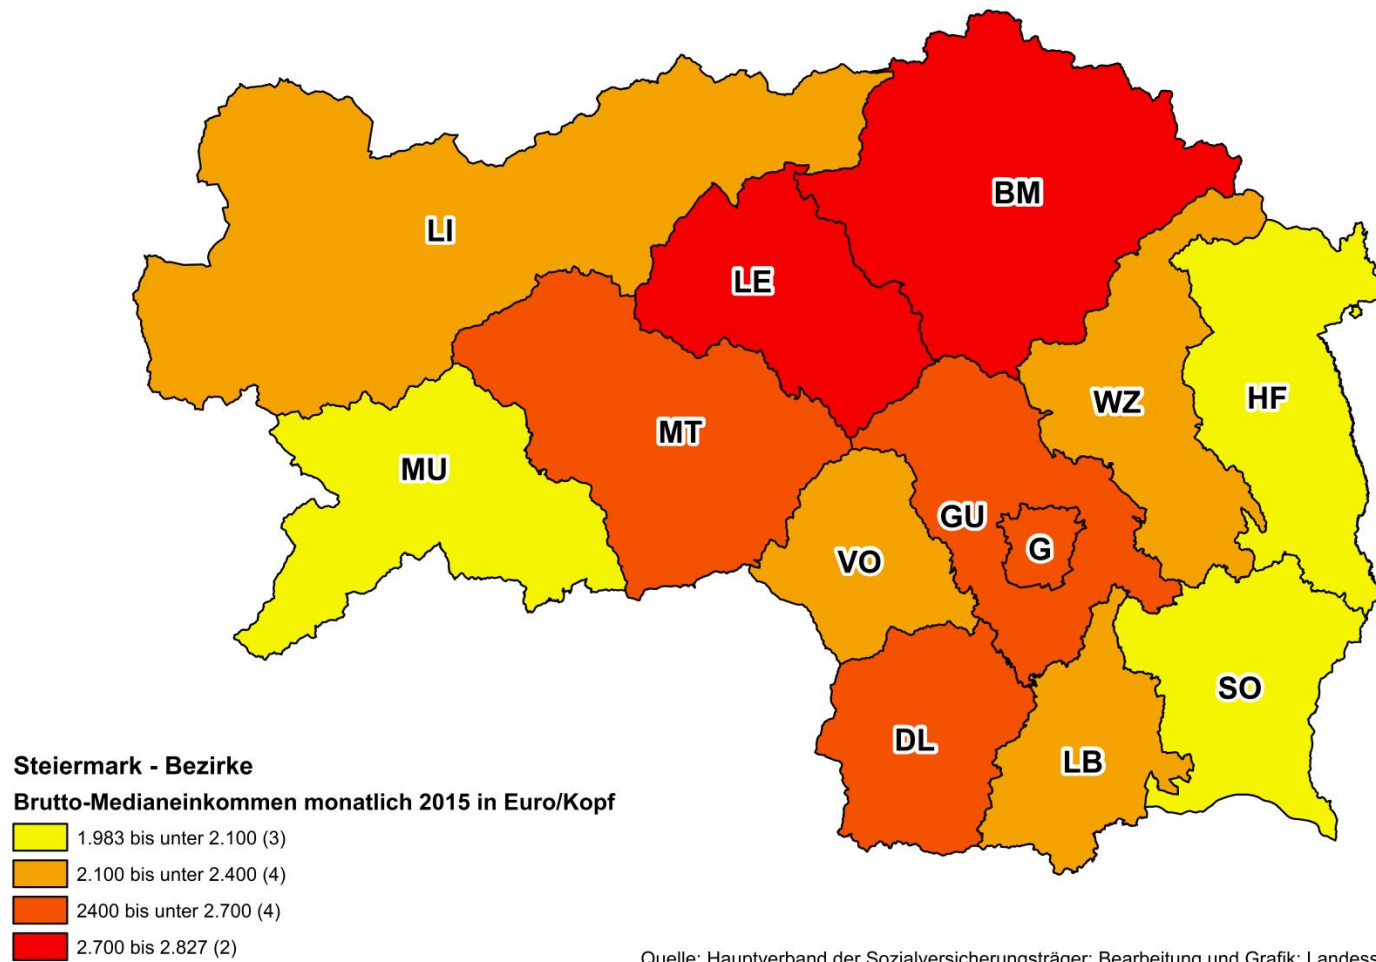 BM
LI
LE
WZ
HF
MT
MU
GU
G
VO
SO
DL
LB
Steiermark - Bezirke
Brutto-Medianeinkommen monatlich 2015 in Euro/Kopf
1.983 bis unter 2.100 (3)
2.100 bis unter 2.400 (4)
2400 bis unter 2.700 (4)
2.700 bis 2.827 (2)
Quelle: Hauptverband der Sozialversicherungsträger; Bearbeitung und Grafik: Landess